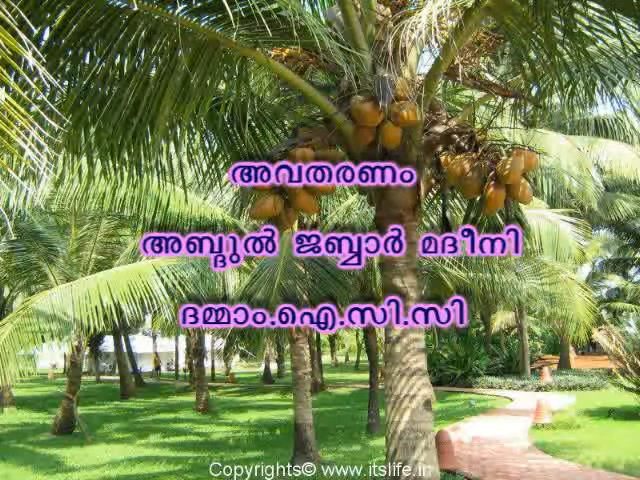 അവതരണം
അബ്ദുൽ ജബ്ബാർ മദീനി
ദമ്മാം.ഐ.സി.സി
Copyrights© www.itslife.in